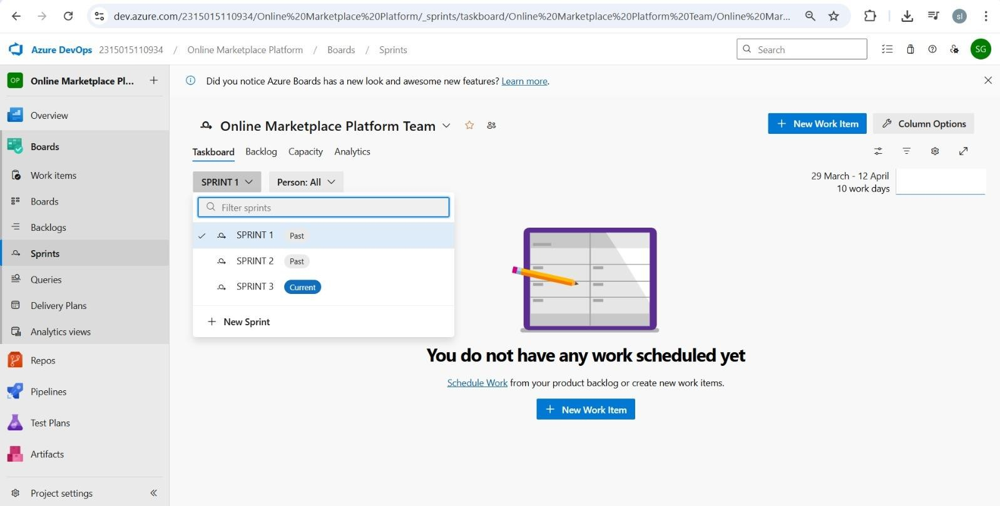 dev.azure.com/2315015110934/Online%20Marketplace%20Platform/_sprints/taskboard/Online%20Marketplace%20Platform%20Team/Online%20Mar...
sl
Azure DevOps 2315015110934 / Online Marketplace Platform / Boards / Sprints
Search
SG
OP Online Marketplace Pl...
Did you notice Azure Boards has a new look and awesome new features? Learn more.
Overview
Boards
Work items
Boards
Backlogs
Sprints
Queries
Delivery Plans
Analytics views
Repos
Pipelines
Test Plans
Artifacts
Project settings
Online Marketplace Platform Team
New Work Item
Column Options
Taskboard Backlog Capacity Analytics
SPRINT 1
Person: All
29 March - 12 April
10 work days
Filter sprints
SPRINT 1 Past
SPRINT 2 Past
SPRINT 3 Current
New Sprint
You do not have any work scheduled yet
Schedule Work from your product backlog or create new work items.
New Work Item